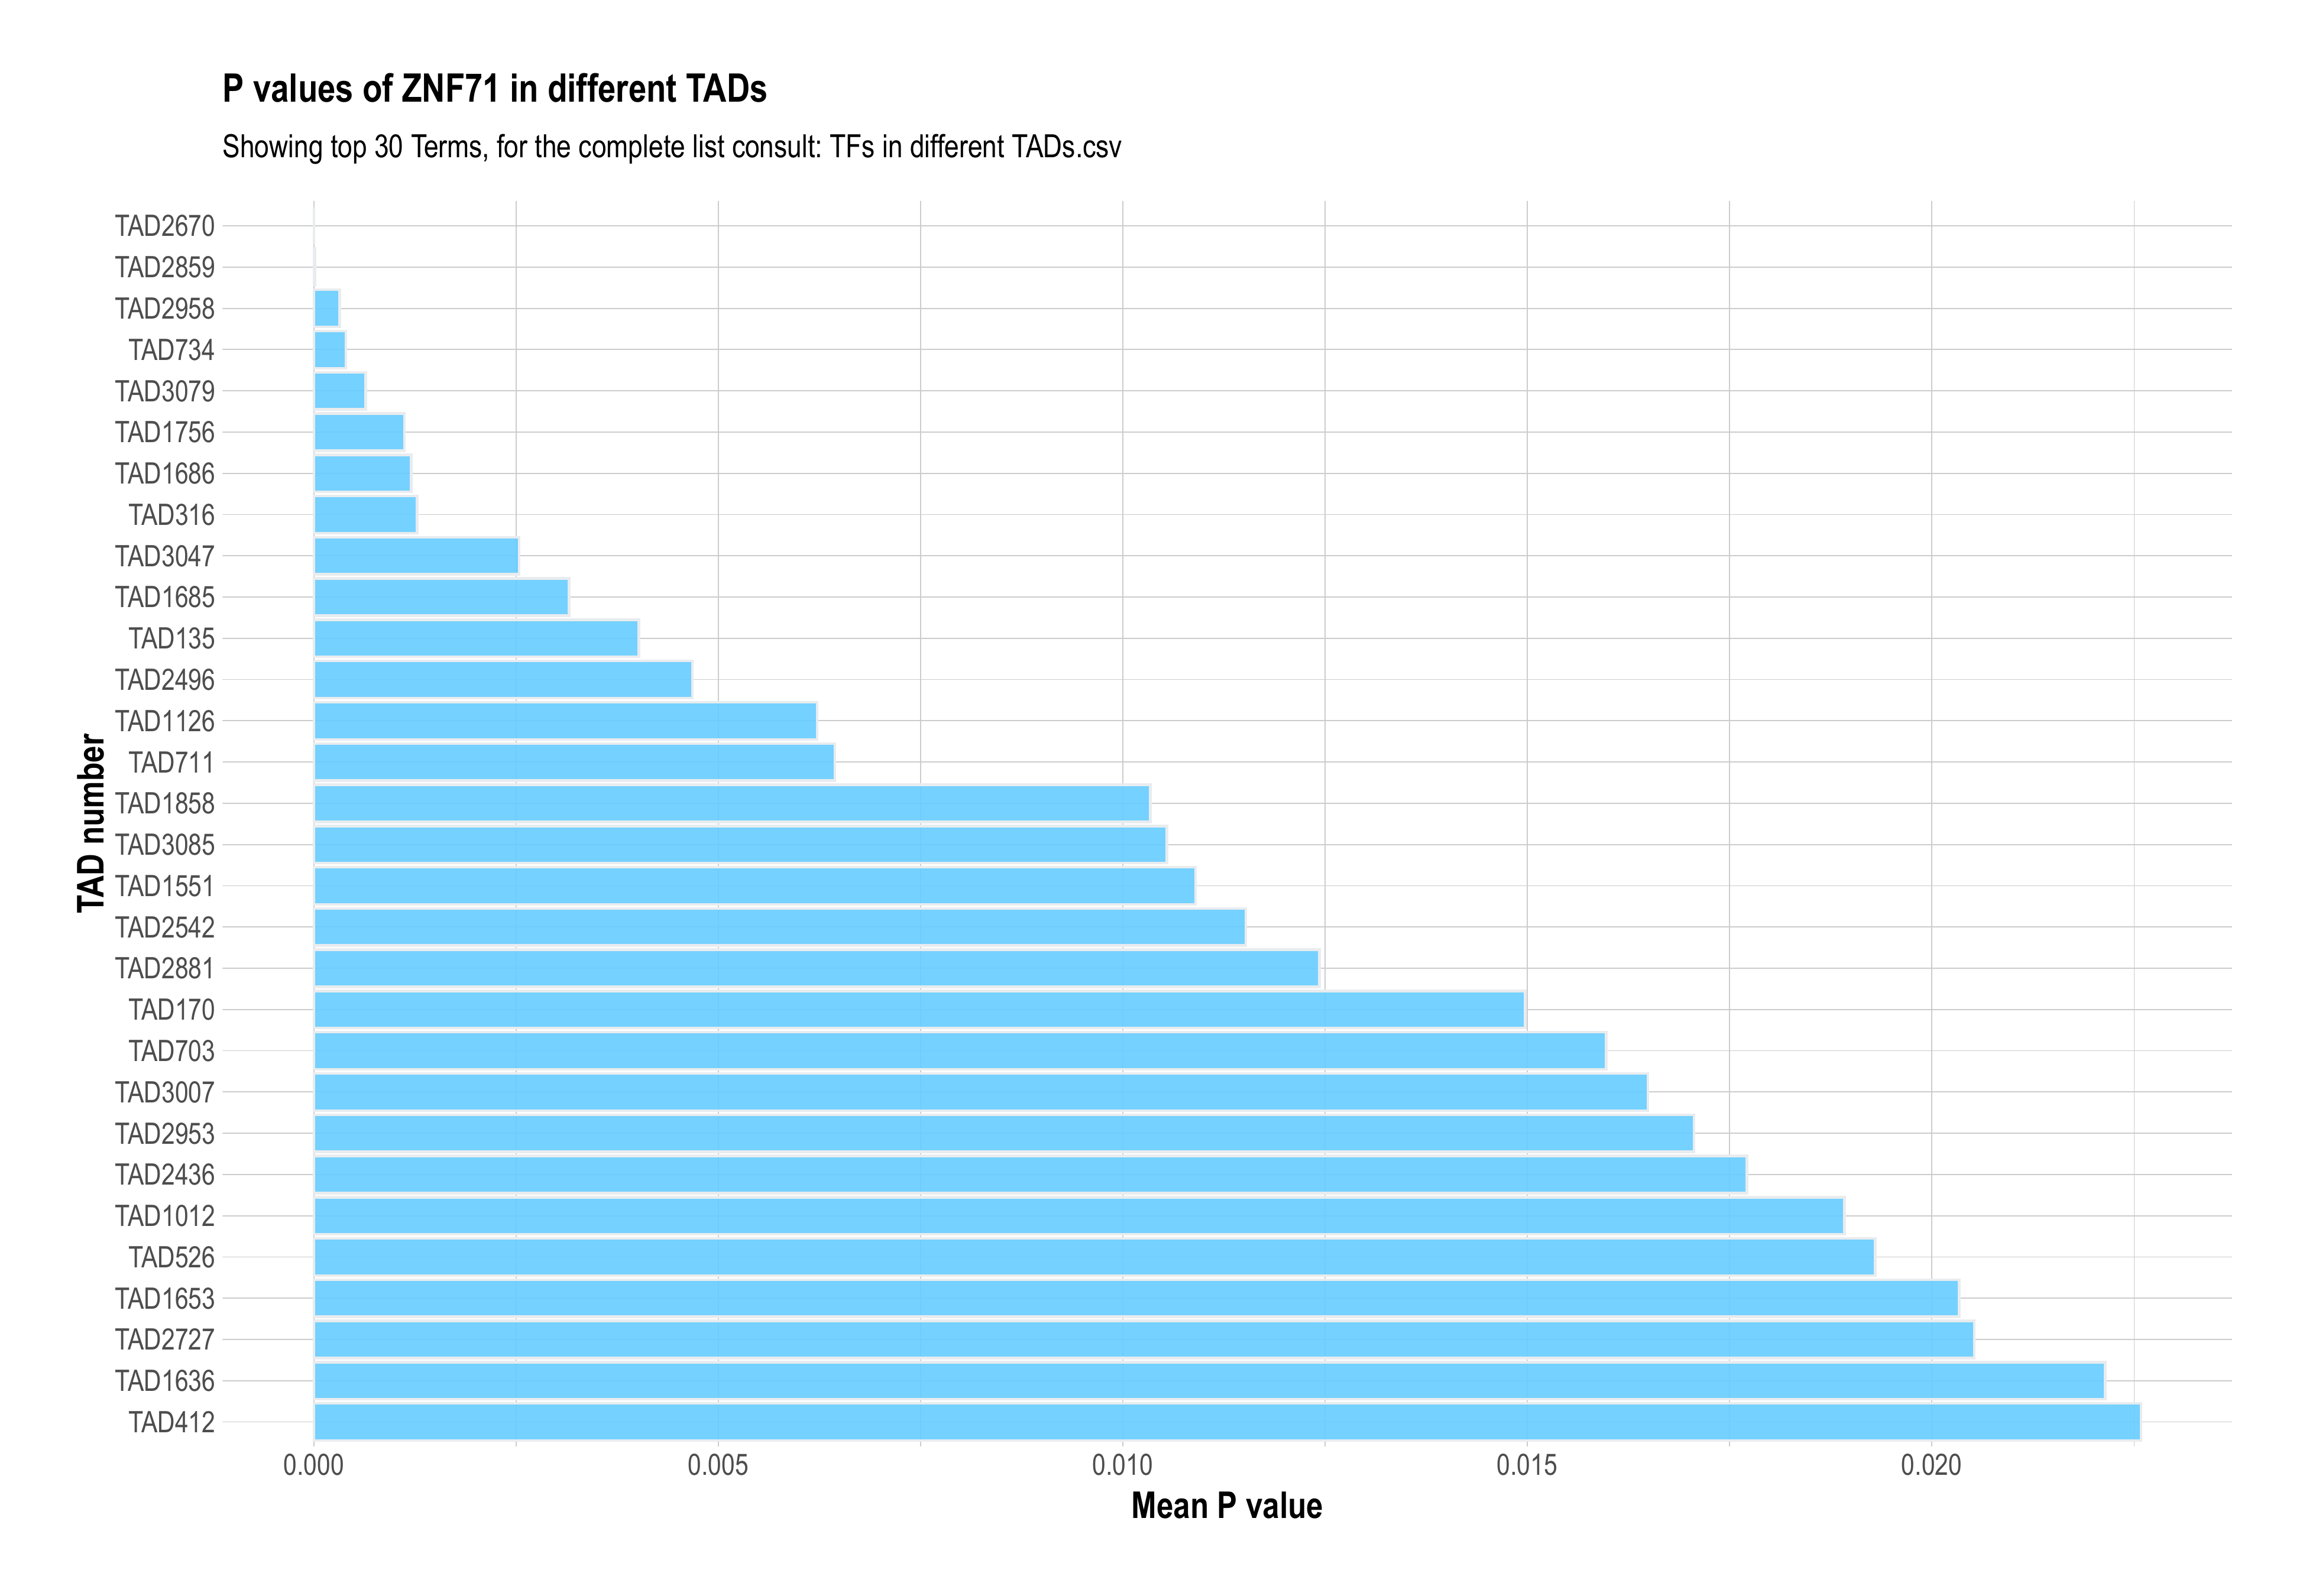 P values of ZNF71 in different TADs
Showing top 30 Terms, for the complete list consult: TFs in different TADs.csv
TAD number
TAD2670
TAD2859
TAD2958
TAD734
TAD3079
TAD1756
TAD1686
TAD316
TAD3047
TAD1685
TAD135
TAD2496
TAD1126
TAD711
TAD1858
TAD3085
TAD1551
TAD2542
TAD2881
TAD170
TAD703
TAD3007
TAD2953
TAD2436
TAD1012
TAD526
TAD1653
TAD2727
TAD1636
TAD412
0.000 0.005 0.010 0.015 0.020
Mean P value